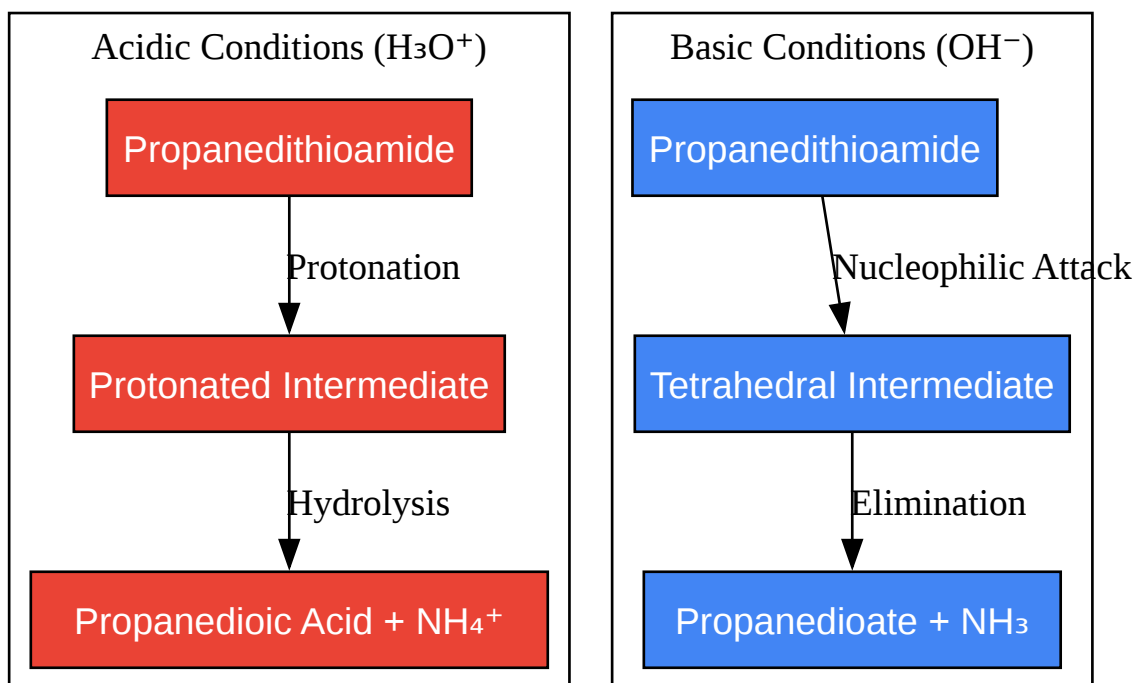 Acidic Conditions (H₃O⁺)
Propanedithioamide
Protonation
Protonated Intermediate
Hydrolysis
Propanedioic Acid + NH₄⁺
Basic Conditions (OH⁻)
Propanedithioamide
Nucleophilic Attack
Tetrahedral Intermediate
Elimination
Propanedioate + NH₃